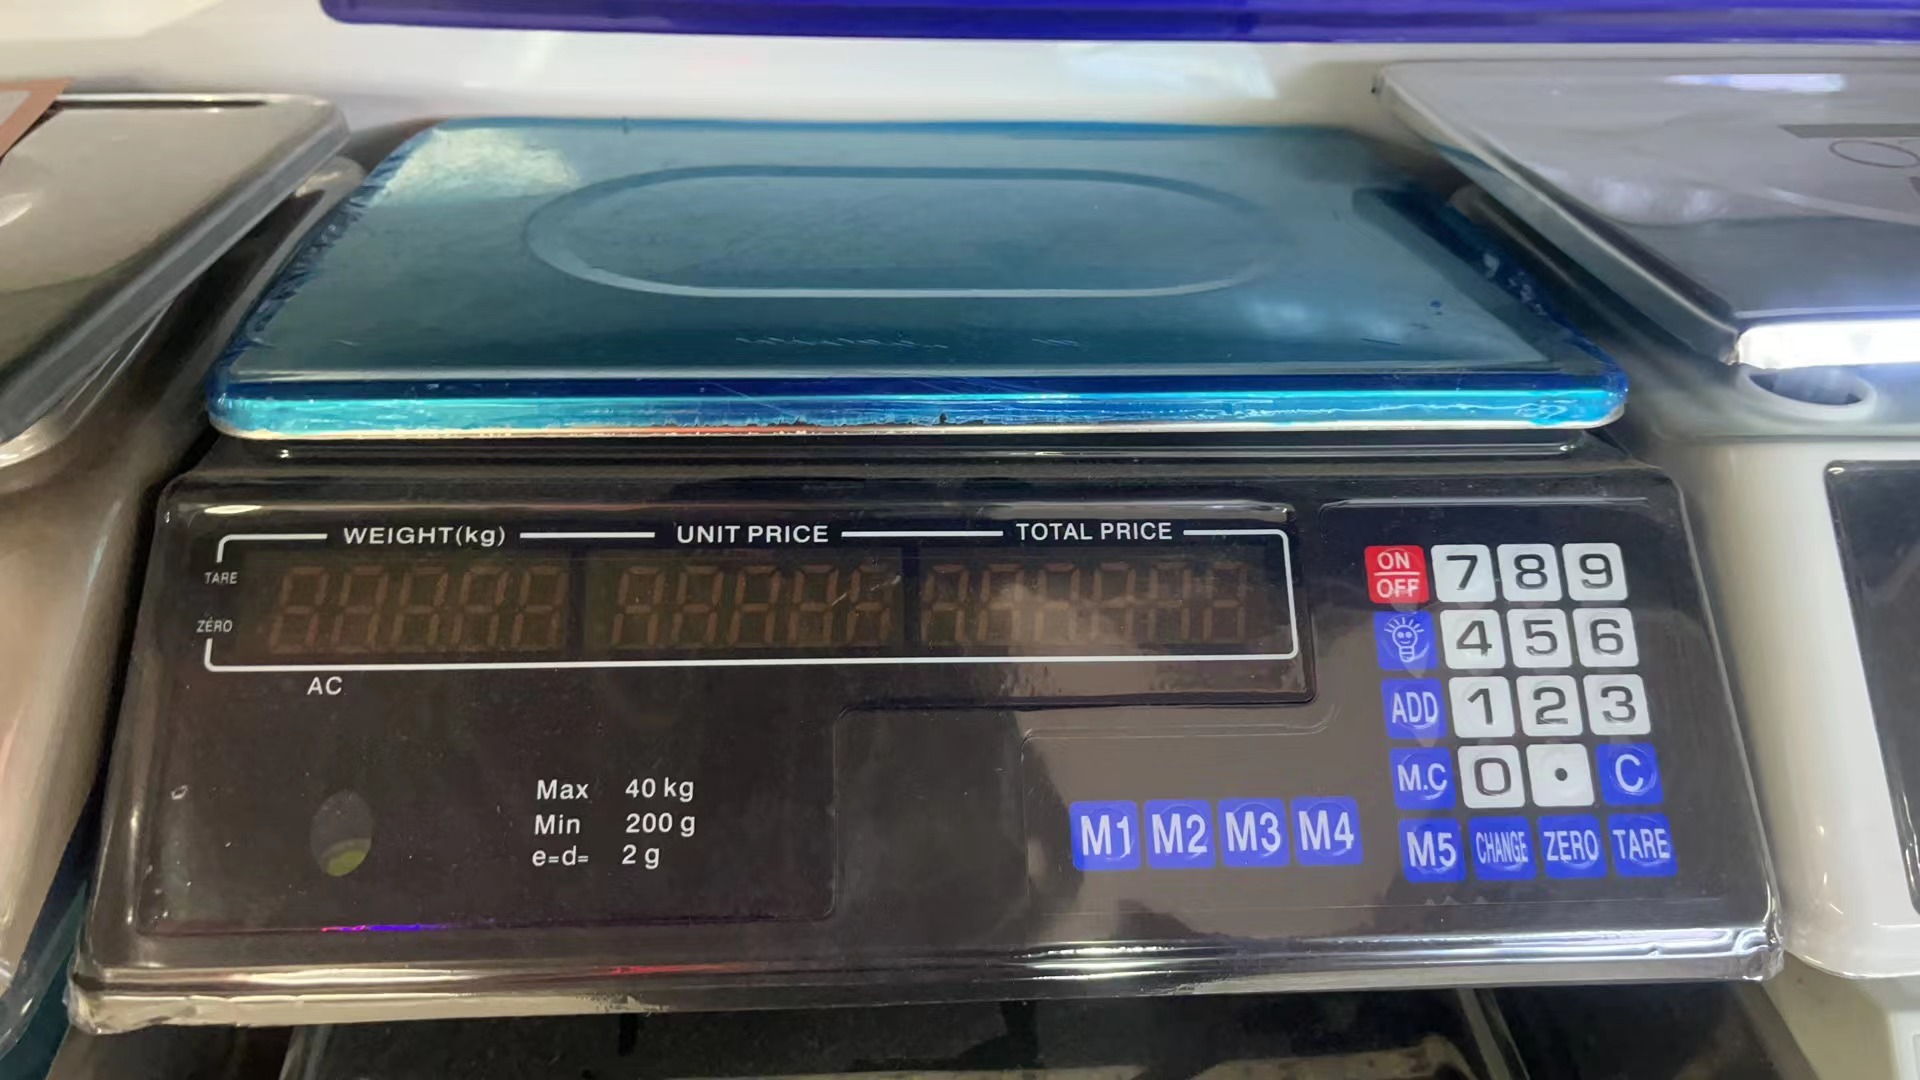 WEIGHT(kg) UNIT PRICE TOTAL PRICE
TARE
ZERO
AC
Max 40 kg
Min 200 g
e=d= 2 g
ON
OFF
7 8 9
4 5 6
ADD 1 2 3
M.C 0 . C
M1 M2 M3 M4
M5 CHANGE ZERO TARE